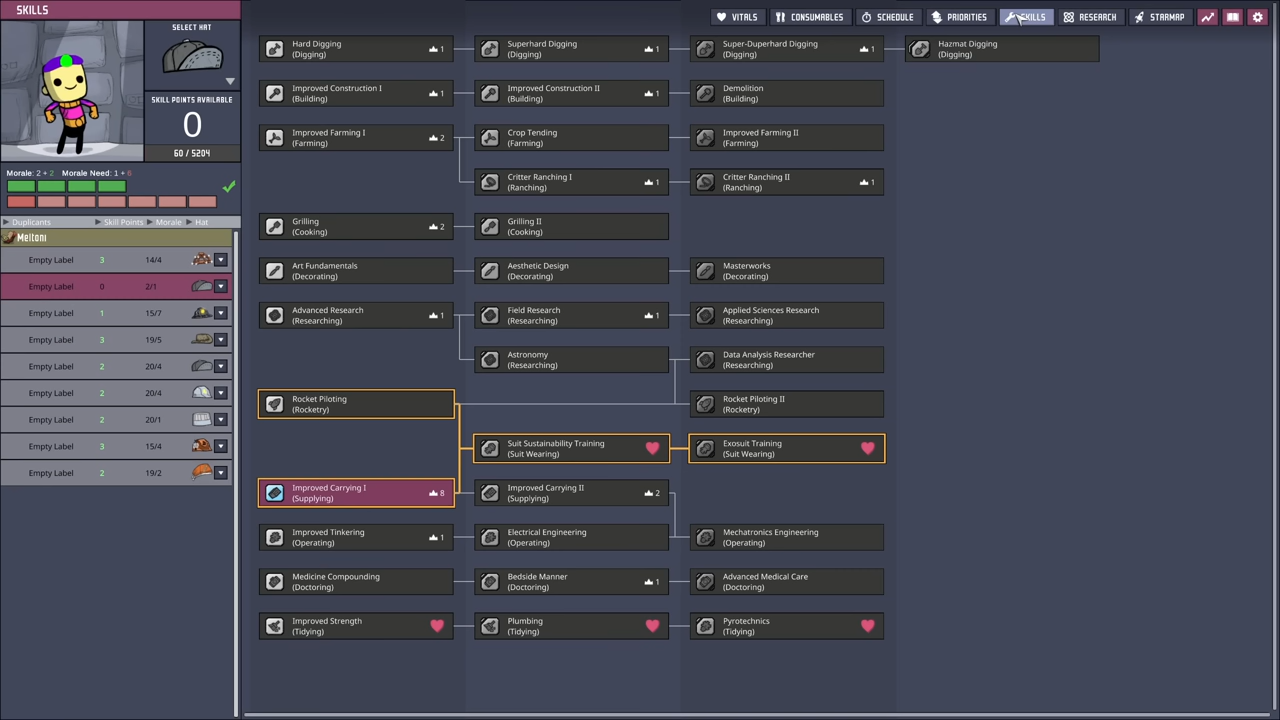 SKILLS
VITALS
CONSUMABLES
SCHEDULE
PRIORITIES
SKILLS
RESEARCH
STARMAP
SELECT HAT
SKILL POINTS AVAILABLE
0
60 / 5204
Morale: 2 + 2 Morale Need: 1 + 6
Duplicants Skill Points Morale Hat
Meltoni
Empty Label 3 14/4
Empty Label 0 2/1
Empty Label 1 15/7
Empty Label 3 19/5
Empty Label 2 20/4
Empty Label 2 20/4
Empty Label 2 20/1
Empty Label 3 15/4
Empty Label 2 19/2
Hard Digging
(Digging)
1
Superhard Digging
(Digging)
1
Super-Duperhard Digging
(Digging)
1
Hazmat Digging
(Digging)
Improved Construction I
(Building)
1
Improved Construction II
(Building)
1
Demolition
(Building)
Improved Farming I
(Farming)
2
Crop Tending
(Farming)
Improved Farming II
(Farming)
Critter Ranching I
(Ranching)
1
Critter Ranching II
(Ranching)
1
Grilling
(Cooking)
2
Grilling II
(Cooking)
Art Fundamentals
(Decorating)
Aesthetic Design
(Decorating)
Masterworks
(Decorating)
Advanced Research
(Researching)
1
Field Research
(Researching)
1
Applied Sciences Research
(Researching)
Astronomy
(Researching)
Data Analysis Researcher
(Researching)
Rocket Piloting
(Rocketry)
Rocket Piloting II
(Rocketry)
Suit Sustainability Training
(Suit Wearing)
Exosuit Training
(Suit Wearing)
Improved Carrying I
(Supplying)
8
Improved Carrying II
(Supplying)
2
Improved Tinkering
(Operating)
1
Electrical Engineering
(Operating)
Mechatronics Engineering
(Operating)
Medicine Compounding
(Doctoring)
Bedside Manner
(Doctoring)
1
Advanced Medical Care
(Doctoring)
Improved Strength
(Tidying)
Plumbing
(Tidying)
Pyrotechnics
(Tidying)